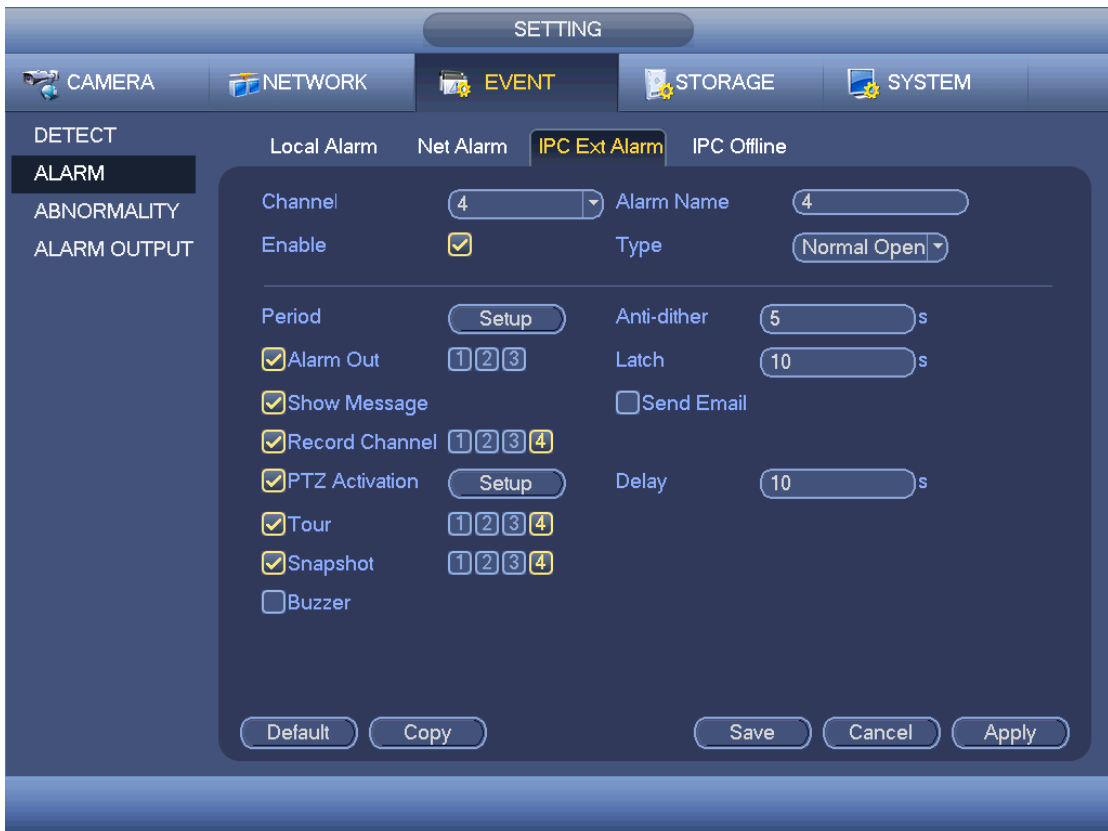 SETTING
CAMERA NETWORK EVENT STORAGE SYSTEM
DETECT
ALARM
ABNORMALITY
ALARM OUTPUT
Local Alarm Net Alarm IPC Ext Alarm IPC Offline
Channel 4 Alarm Name 4
Enable Type Normal Open
Period Setup Anti-dither 5 s
Alarm Out 1 2 3 Latch 10 s
Show Message Send Email
Record Channel 1 2 3 4
PTZ Activation Setup Delay 10 s
Tour 1 2 3 4
Snapshot 1 2 3 4
Buzzer
Default Copy Save Cancel Apply